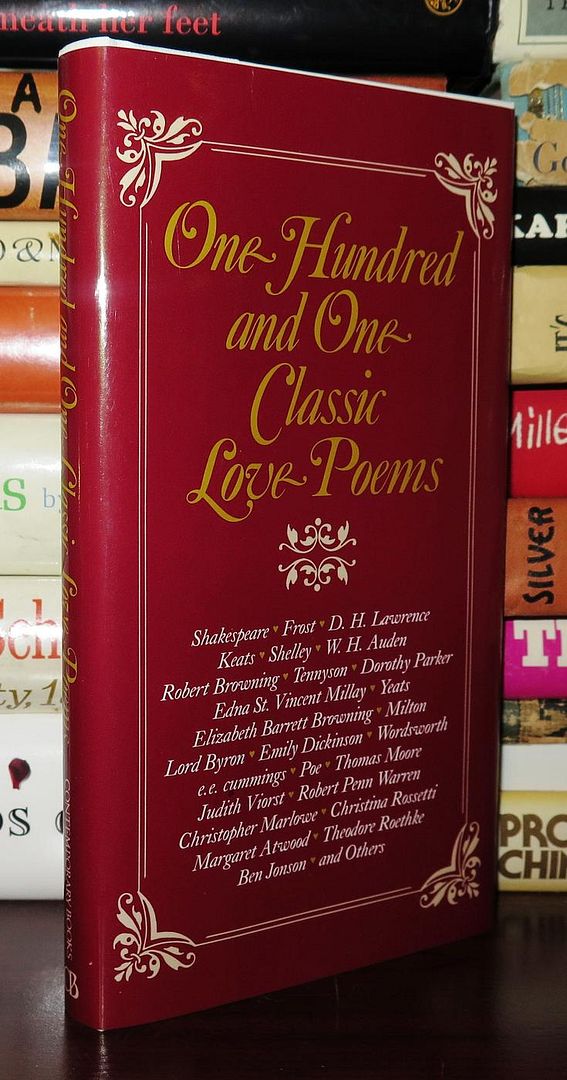 One Hundred
and One
Classic
Love Poems
Shakespeare ♥ Frost ♥ D. H. Lawrence
Keats ♥ Shelley ♥ W. H. Auden
Robert Browning ♥ Tennyson ♥ Dorothy Parker
Edna St. Vincent Millay ♥ Yeats
Elizabeth Barrett Browning ♥ Milton
Lord Byron ♥ Emily Dickinson ♥ Wordsworth
e.e. cummings ♥ Poe ♥ Thomas Moore
Judith Viorst ♥ Robert Penn Warren
Christopher Marlowe ♥ Christina Rossetti
Margaret Atwood ♥ Theodore Roethke
Ben Jonson ♥ and Others
One Hundred and One Classic Love Poems
CONTEMPORARY BOOKS
CB
her feet
SILVER
IT'S